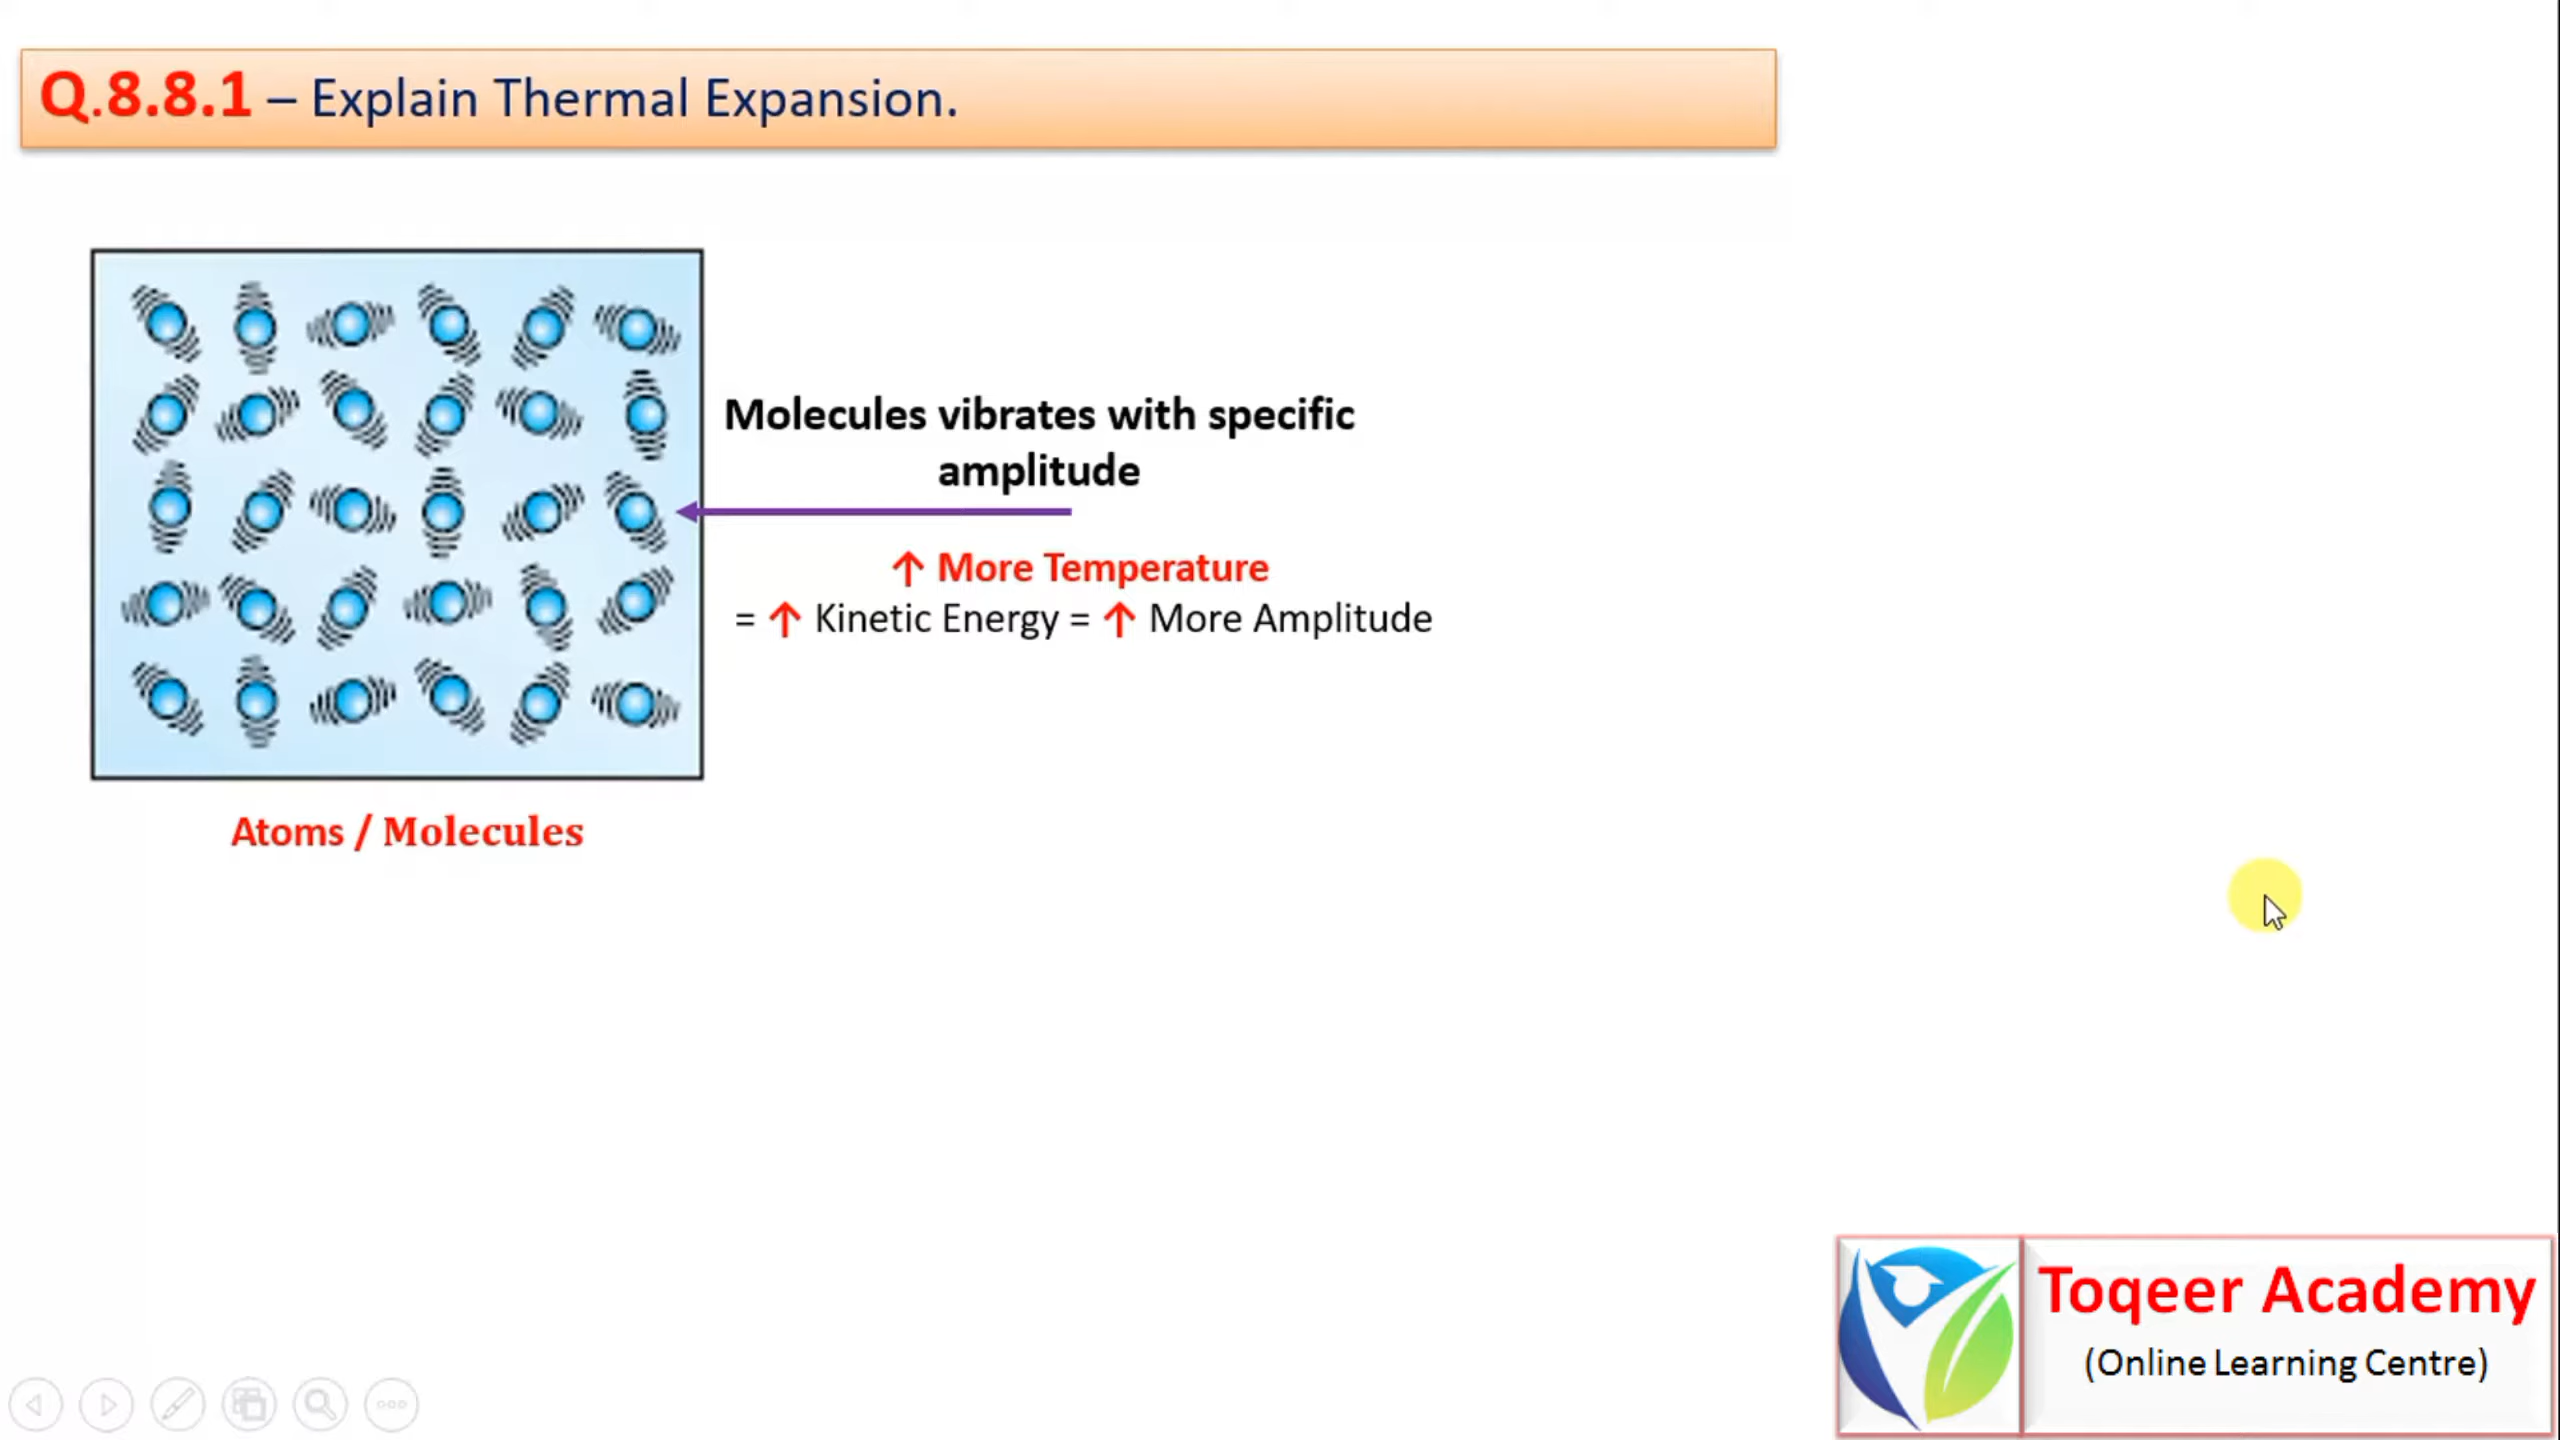 Q.8.8.1 – Explain Thermal Expansion.
Molecules vibrates with specific
amplitude
↑ More Temperature
= ↑ Kinetic Energy = ↑ More Amplitude
Atoms / Molecules
Toqeer Academy
(Online Learning Centre)